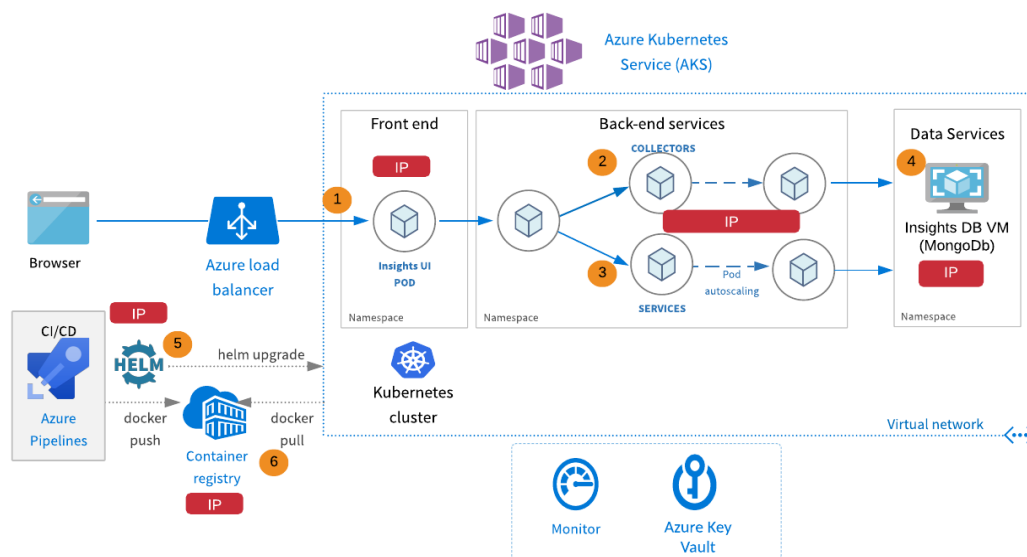 Azure Kubernetes
Service (AKS)
Front end
IP
1
Insights UI
POD
Namespace
Back-end services
COLLECTORS
2
IP
3
SERVICES
Pod
autoscaling
Namespace
Data Services
4
Insights DB VM
(MongoDb)
IP
Namespace
Browser
Azure load
balancer
IP
CI/CD
HELM
5
helm upgrade
Azure
Pipelines
docker
push
docker
pull
Container
registry
6
IP
Kubernetes
cluster
Virtual network
Monitor
Azure Key
Vault